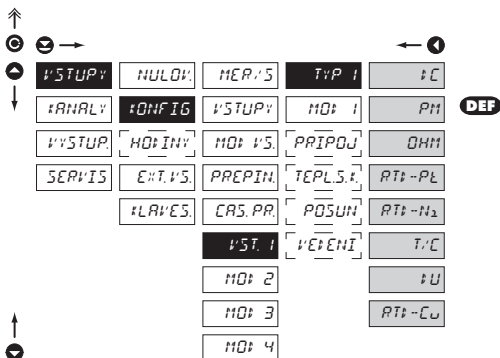 VSTUPY NULOV. MER/S TYP 1 DC
KANALY KONFIG VSTUPY MOD 1 PM DEF
VYSTUP. HODINY MOD VS. PRIPOJ OHM
SERVIS EXT. VS. PREPIN. TEPL.S.K. RTD-Pt
KLAVES. CAS. PR. POSUN RTD-Ni
VST. 1 VEDENI T/C
MOD 2 DU
MOD 3 RTD-Cu
MOD 4